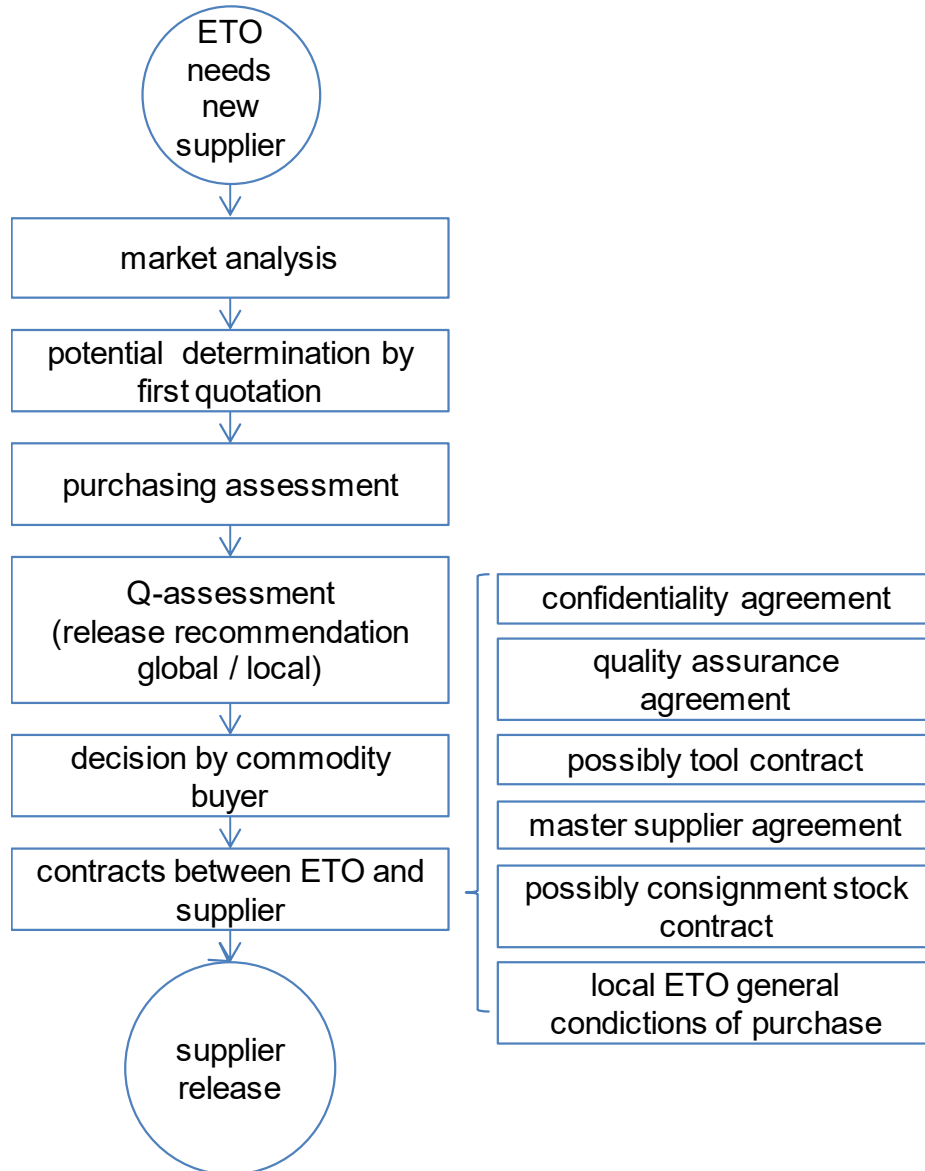 ETO
needs
new
supplier
market analysis
potential determination by
first quotation
purchasing assessment
Q-assessment
(release recommendation
global / local)
decision by commodity
buyer
contracts between ETO and
supplier
supplier
release
confidentiality agreement
quality assurance
agreement
possibly tool contract
master supplier agreement
possibly consignment stock
contract
local ETO general
condictions of purchase